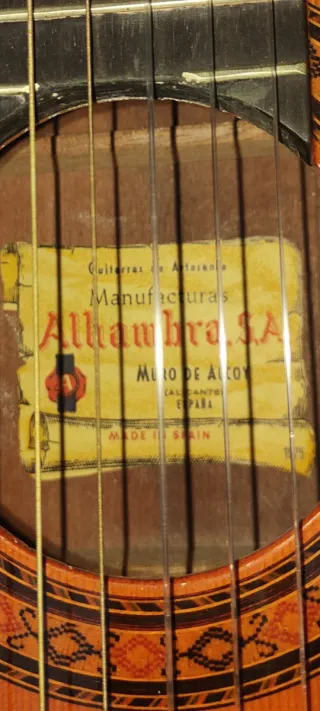 Guitarras de Artesanía
Manufacturas
Alhambra, S.A
MURO DE ALCOY
(ALICANTE)
ESPAÑA
MADE IN SPAIN